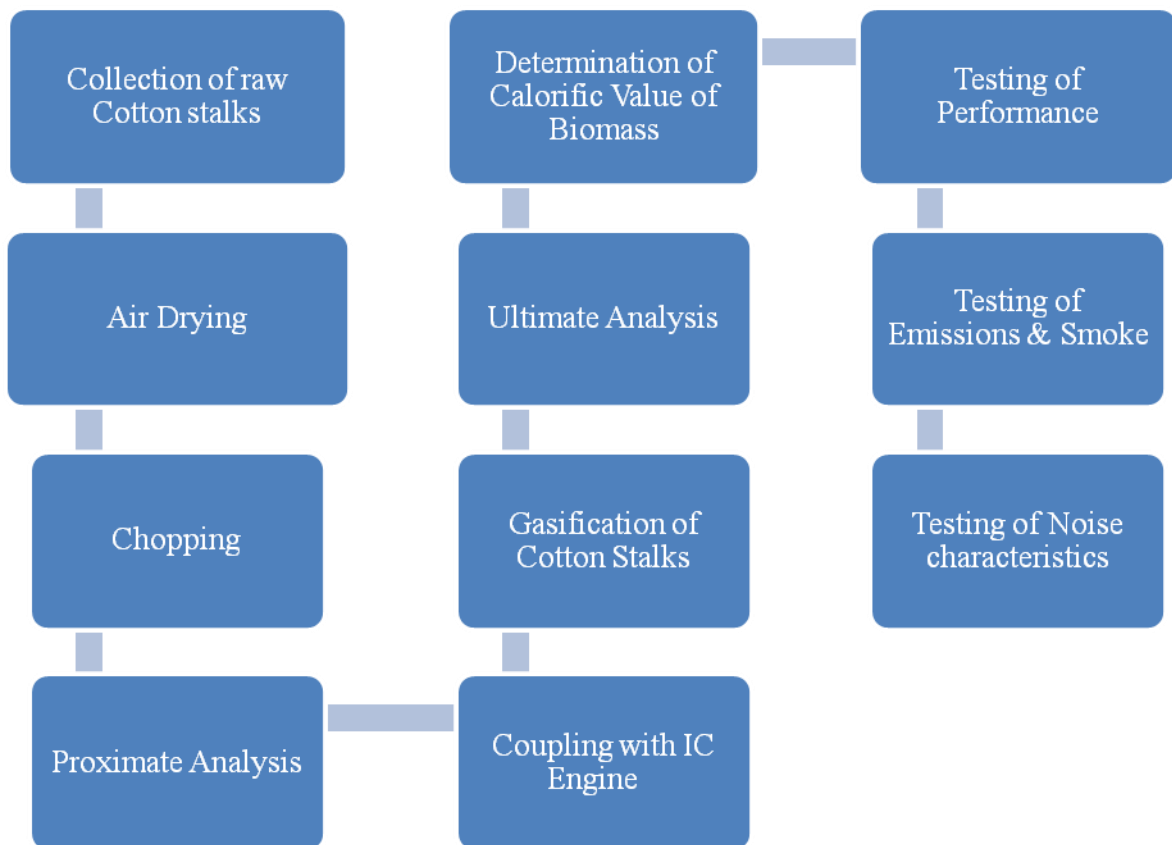 Collection of raw
Cotton stalks
Air Drying
Chopping
Proximate Analysis
Coupling with IC
Engine
Gasification of
Cotton Stalks
Ultimate Analysis
Determination of
Calorific Value of
Biomass
Testing of
Performance
Testing of
Emissions & Smoke
Testing of Noise
characteristics